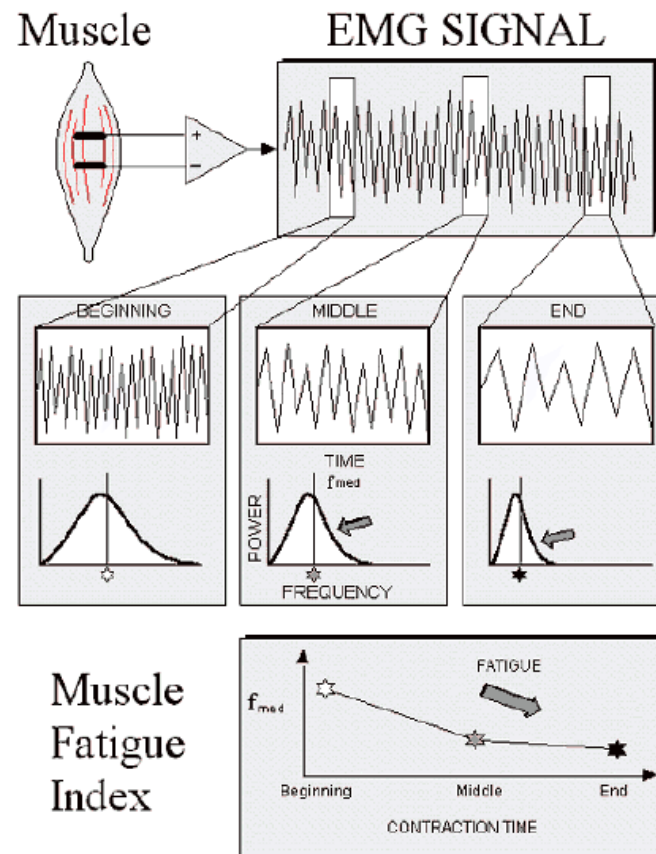 Muscle
EMG SIGNAL
+
−
BEGINNING
MIDDLE
END
TIME
fmed
POWER
FREQUENCY
Muscle
Fatigue
Index
FATIGUE
fmed
Beginning
Middle
End
CONTRACTION TIME